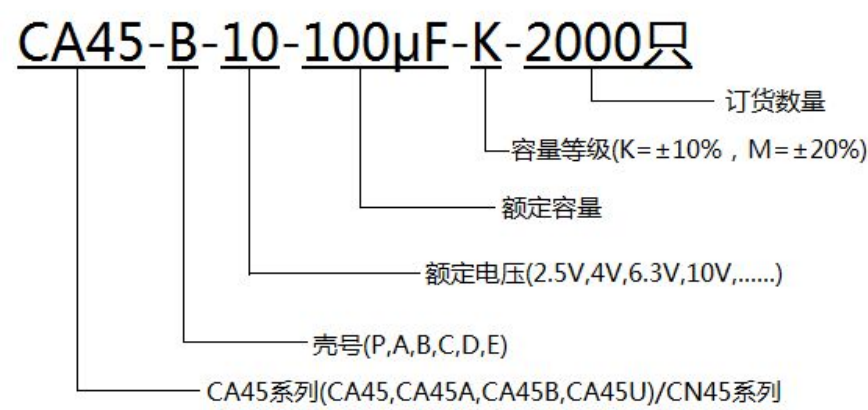 CA45-B-10-100μF-K-2000只
订货数量
容量等级(K=±10%，M=±20%)
额定容量
额定电压(2.5V,4V,6.3V,10V,......)
壳号(P,A,B,C,D,E)
CA45系列(CA45,CA45A,CA45B,CA45U)/CN45系列